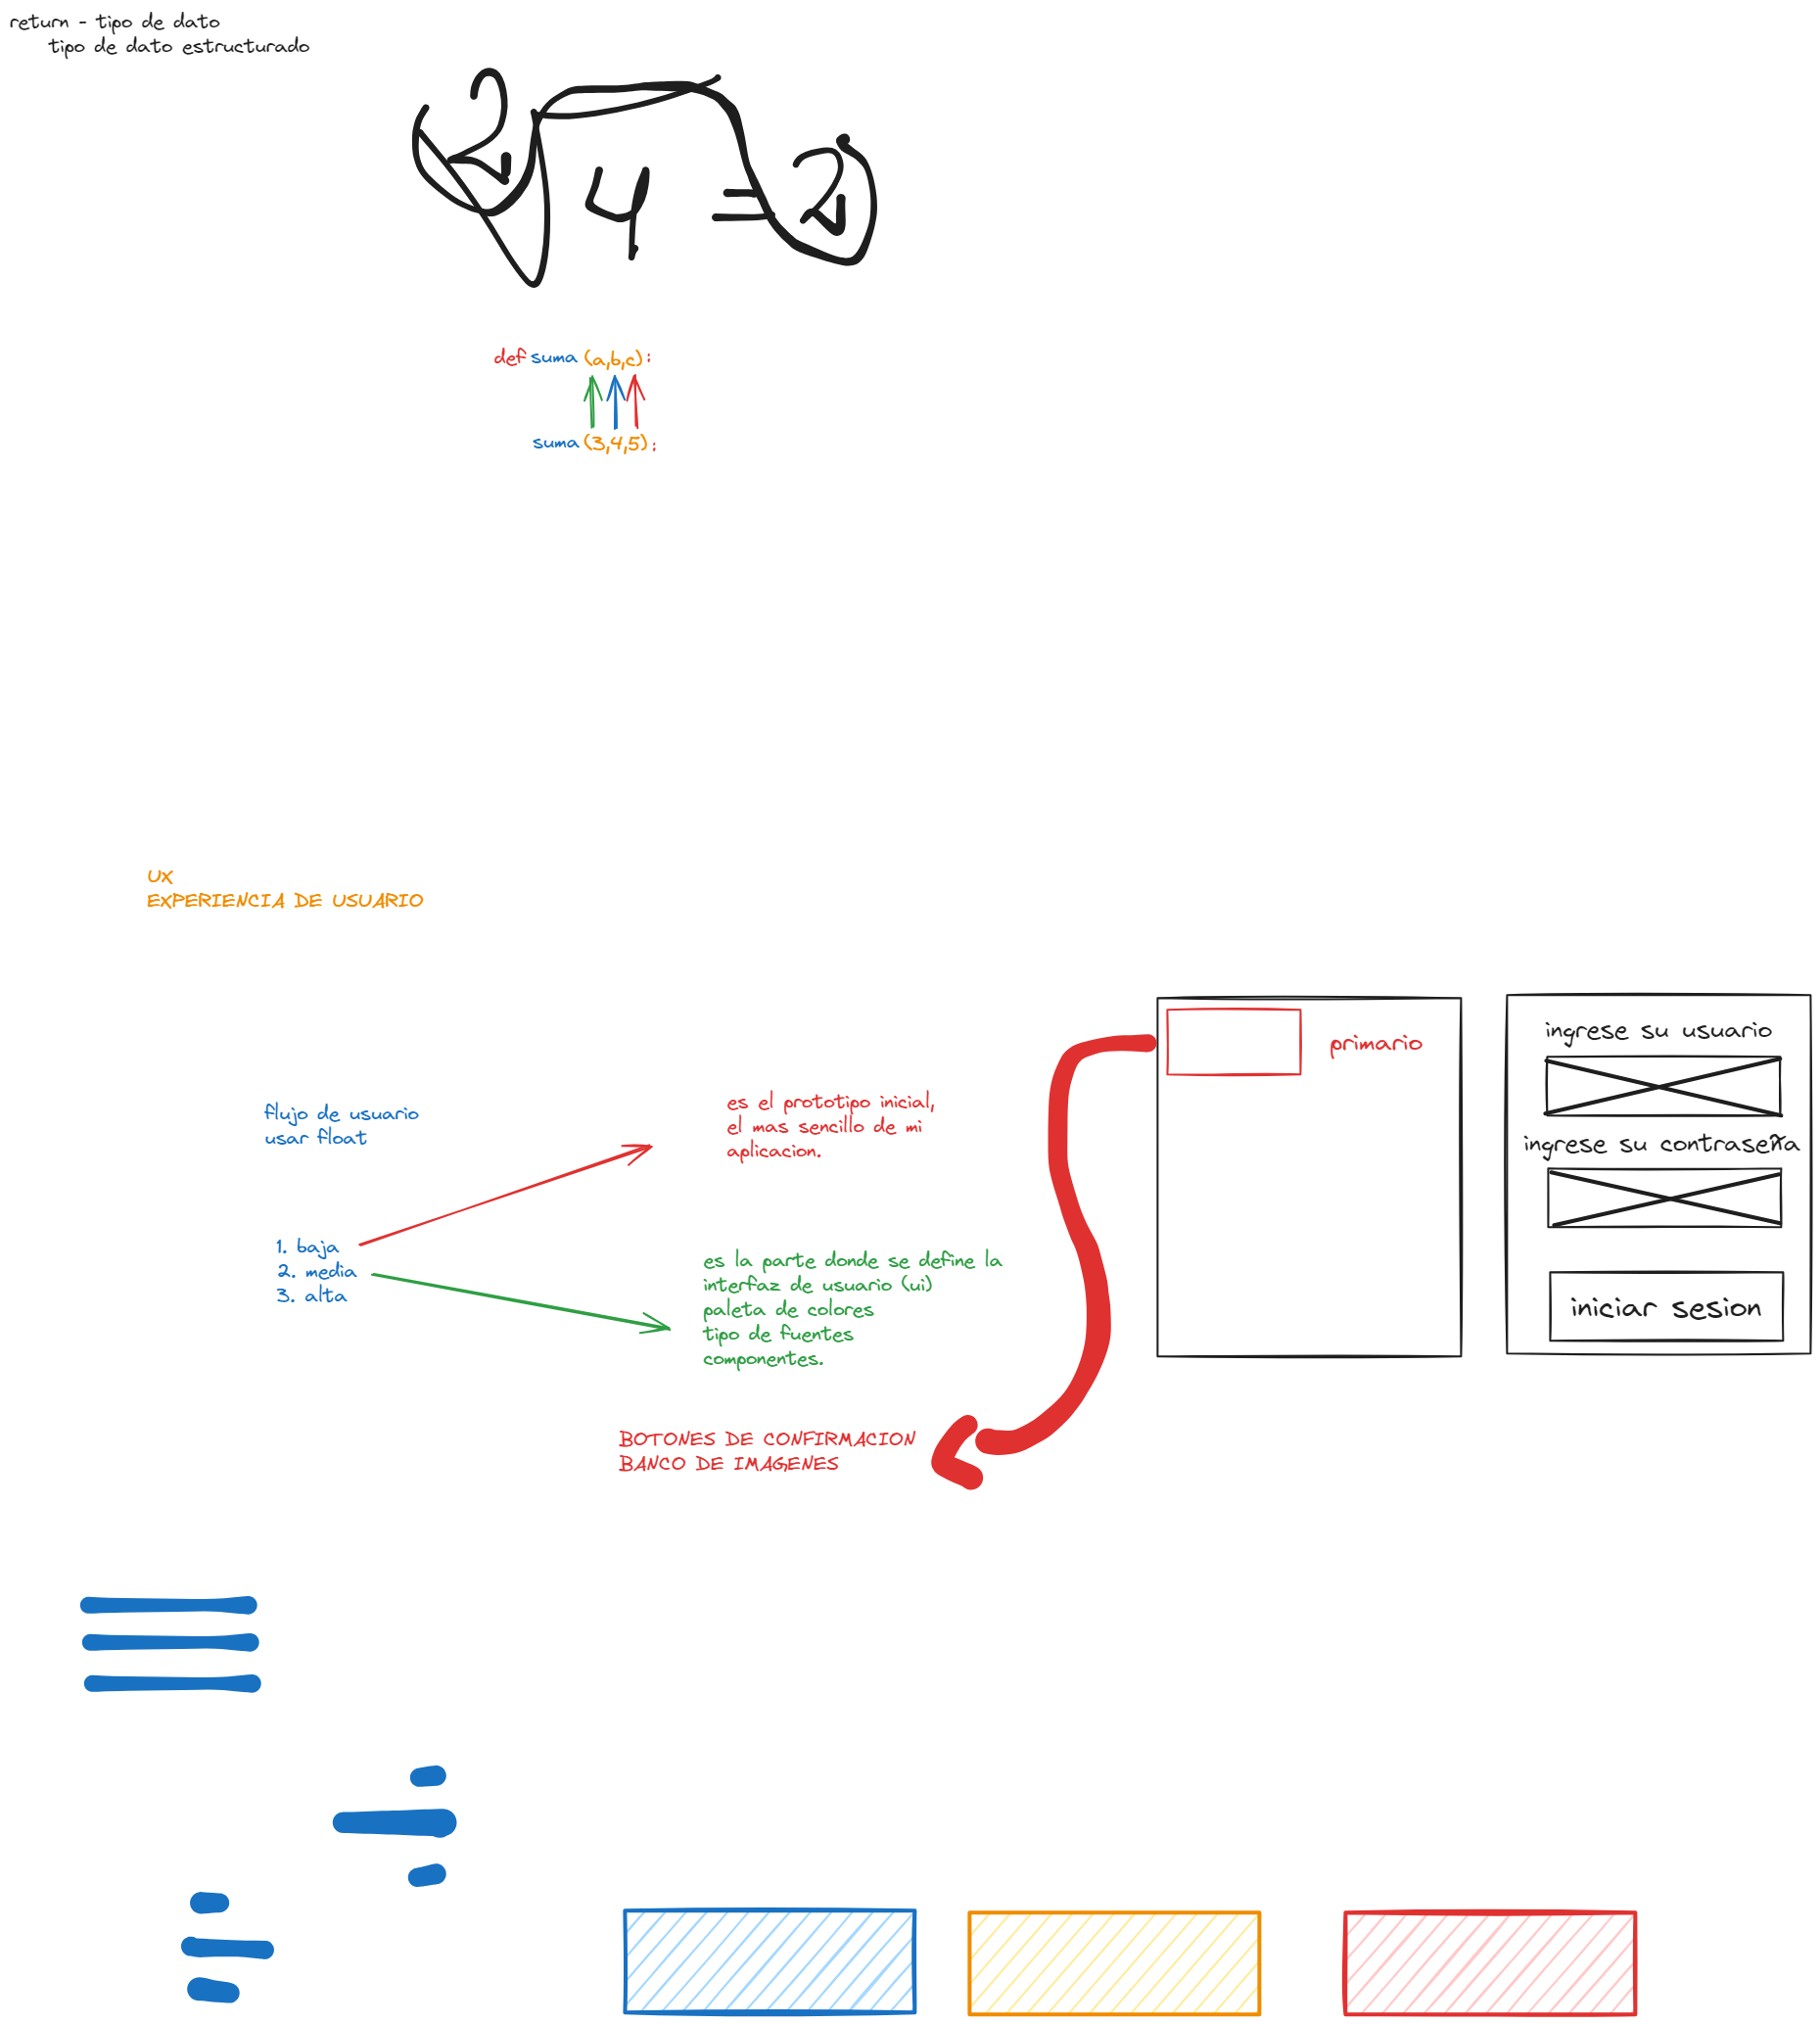 return - tipo de dato
tipo de dato estructurado
2 4 = 2
def suma (a,b,c):
suma (3,4,5):
UX
EXPERIENCIA DE USUARIO
flujo de usuario
usar float
1. baja
2. media
3. alta
es el prototipo inicial,
el mas sencillo de mi
aplicacion.
es la parte donde se define la
interfaz de usuario (ui)
paleta de colores
tipo de fuentes
componentes.
BOTONES DE CONFIRMACION
BANCO DE IMAGENES
primario
ingrese su usuario
ingrese su contraseña
iniciar sesion